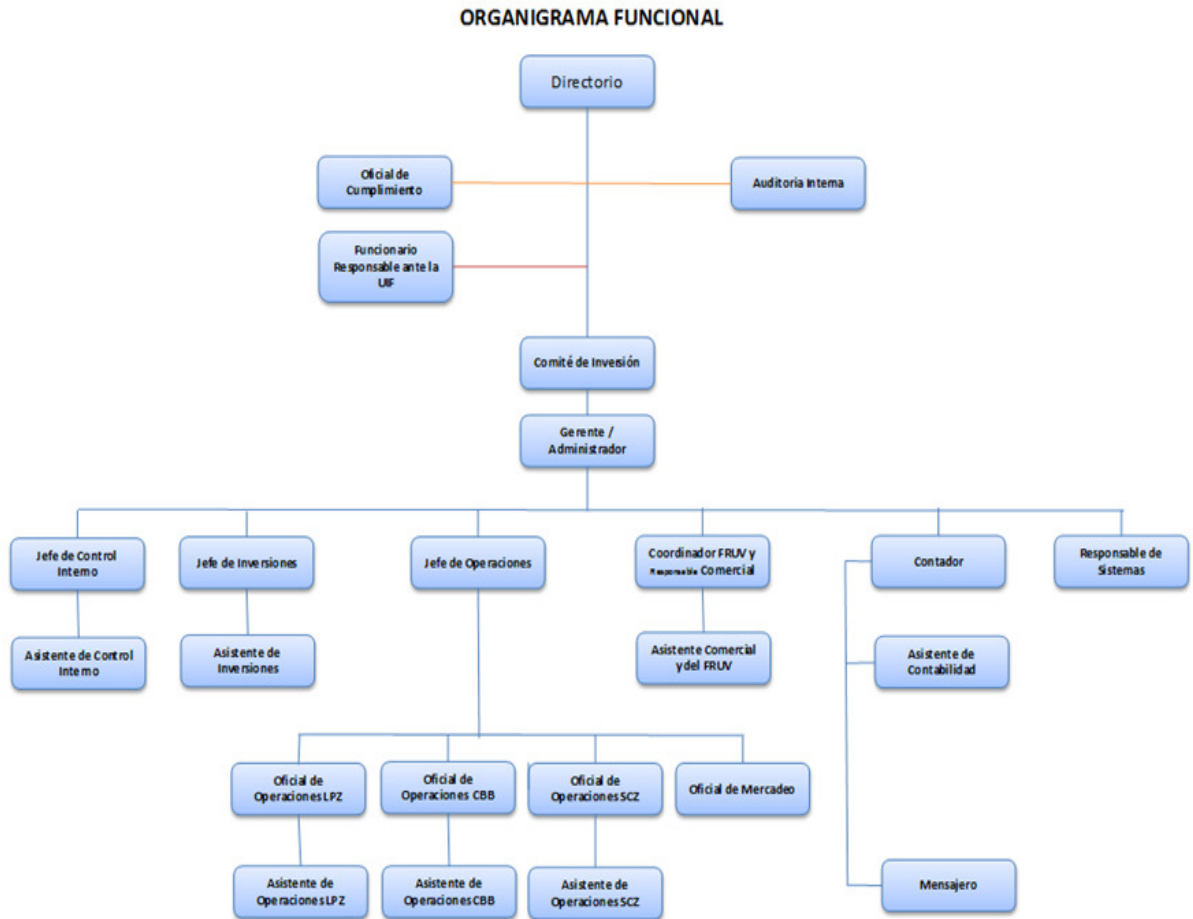 ORGANIGRAMA FUNCIONAL
Directorio
Oficial de
Cumplimiento
Auditoria Interna
Funcionario
Responsable ante la
UIF
Comité de Inversión
Gerente /
Administrador
Jefe de Control
Interno
Jefe de Inversiones
Jefe de Operaciones
Coordinador FRUV y
Responsable Comercial
Contador
Responsable de
Sistemas
Asistente de Control
Interno
Asistente de
Inversiones
Asistente Comercial
y del FRUV
Asistente de
Contabilidad
Oficial de
Operaciones LPZ
Oficial de
Operaciones CBB
Oficial de
Operaciones SCZ
Oficial de Mercadeo
Asistente de
Operaciones LPZ
Asistente de
Operaciones CBB
Asistente de
Operaciones SCZ
Mensajero